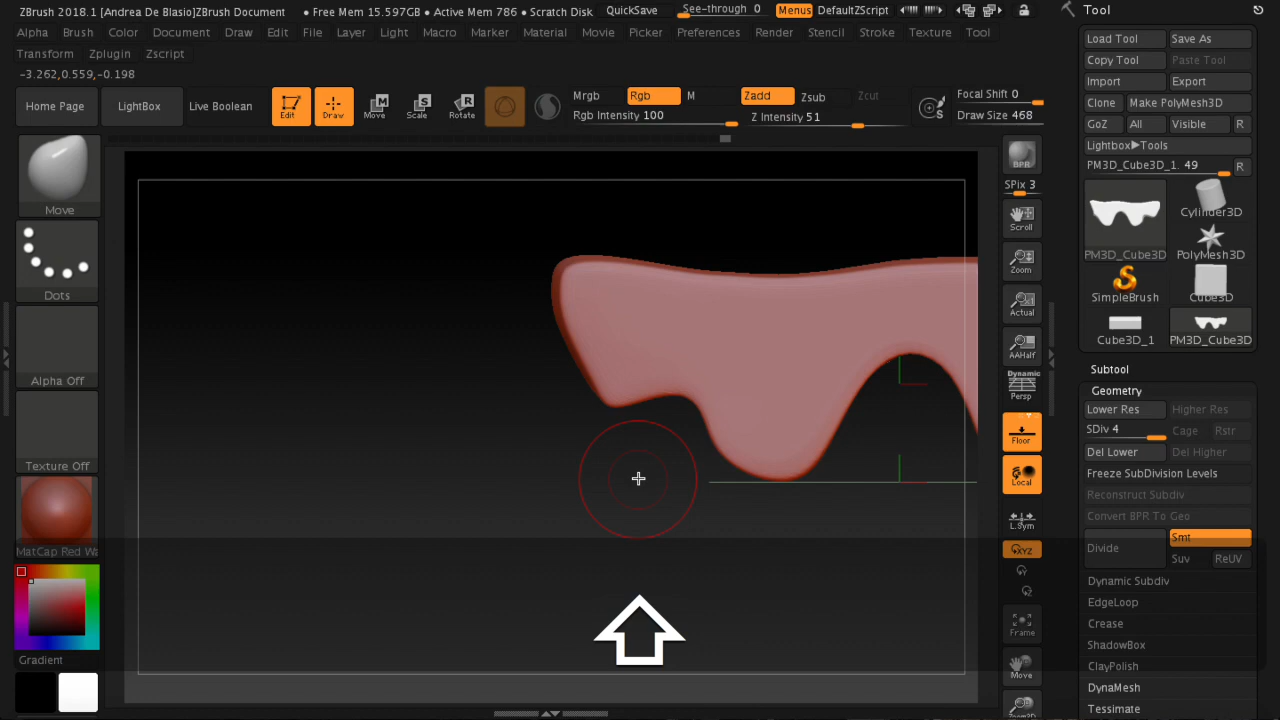 ZBrush 2018.1 [Andrea De Blasio]ZBrush Document • Free Mem 15.597GB • Active Mem 786 • Scratch Disk QuickSave See-through 0 Menus DefaultZScript
Alpha Brush Color Document Draw Edit File Layer Light Macro Marker Material Movie Picker Preferences Render Stencil Stroke Texture Tool
Transform Zplugin Zscript
-3.262,0.559,-0.198
Home Page LightBox Live Boolean Edit Draw Move Scale Rotate
Mrgb Rgb M Zadd Zsub Zcut Focal Shift 0
Rgb Intensity 100 Z Intensity 51 Draw Size 468
Move
Dots
Alpha Off
Texture Off
MatCap Red Wa
Gradient
BPR
SPix 3
Scroll
Zoom
Actual
AAHalf
Dynamic
Persp
Floor
Local
L.Sym
XYZ
Frame
Move
Zoom3D
Tool
Load Tool Save As
Copy Tool Paste Tool
Import Export
Clone Make PolyMesh3D
GoZ All Visible R
Lightbox▶Tools
PM3D_Cube3D_1. 49 R
Cylinder3D
PM3D_Cube3D PolyMesh3D
SimpleBrush Cube3D
Cube3D_1 PM3D_Cube3D
Subtool
Geometry
Lower Res Higher Res
SDiv 4 Cage Rstr
Del Lower Del Higher
Freeze SubDivision Levels
Reconstruct Subdiv
Convert BPR To Geo
Divide Smt
Suv ReUV
Dynamic Subdiv
EdgeLoop
Crease
ShadowBox
ClayPolish
DynaMesh
Tessimate